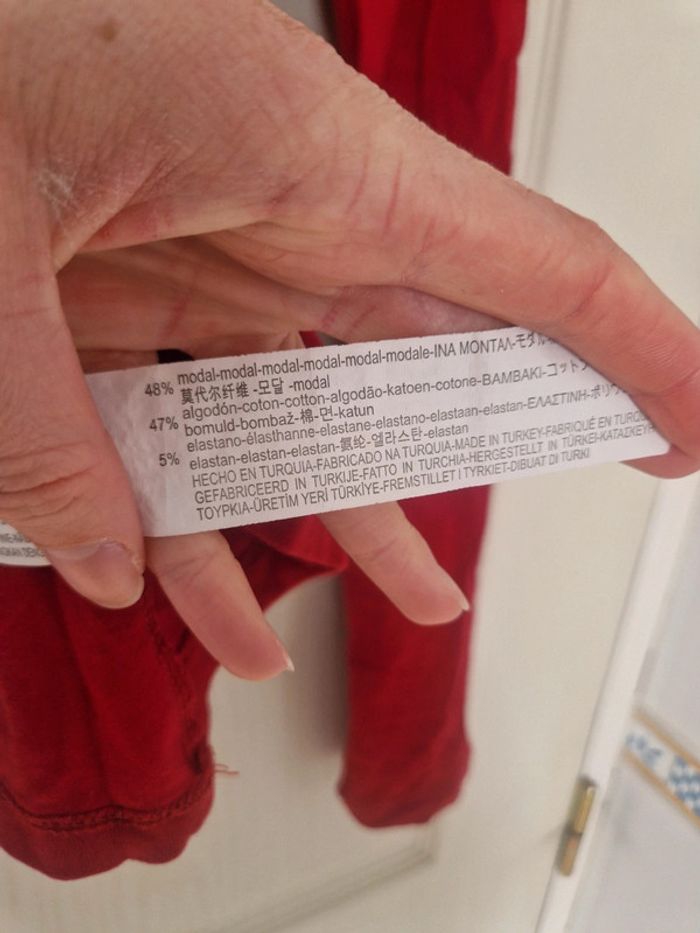 48% modal-modal-modal-modal-modal-modale-INA MONTAΛ-モダル
莫代尔纤维 -모달 -modal
47% algodón-coton-cotton-algodão-katoen-cotone-BAMBAKI-コットン
bomuld-bombaž-棉-면-katun
5% elastano-élasthanne-elastane-elastano-elastaan-elastan-ΕΛΑΣΤΙΝΗ-ポリウ
elastan-elastan-elastan-氨纶-엘라스탄-elastan
HECHO EN TURQUIA-FABRICADO NA TURQUIA-MADE IN TURKEY-FABRIQUÉ EN TURQU
GEFABRICEERD IN TURKIJE-FATTO IN TURCHIA-HERGESTELLT IN TÜRKEI-ΚΑΤΑΣΚΕΥΗ
ΤΟΥΡΚΙΑ-ÜRETİM YERİ TÜRKİYE-FREMSTILLET I TYRKIET-DIBUAT DI TURKI